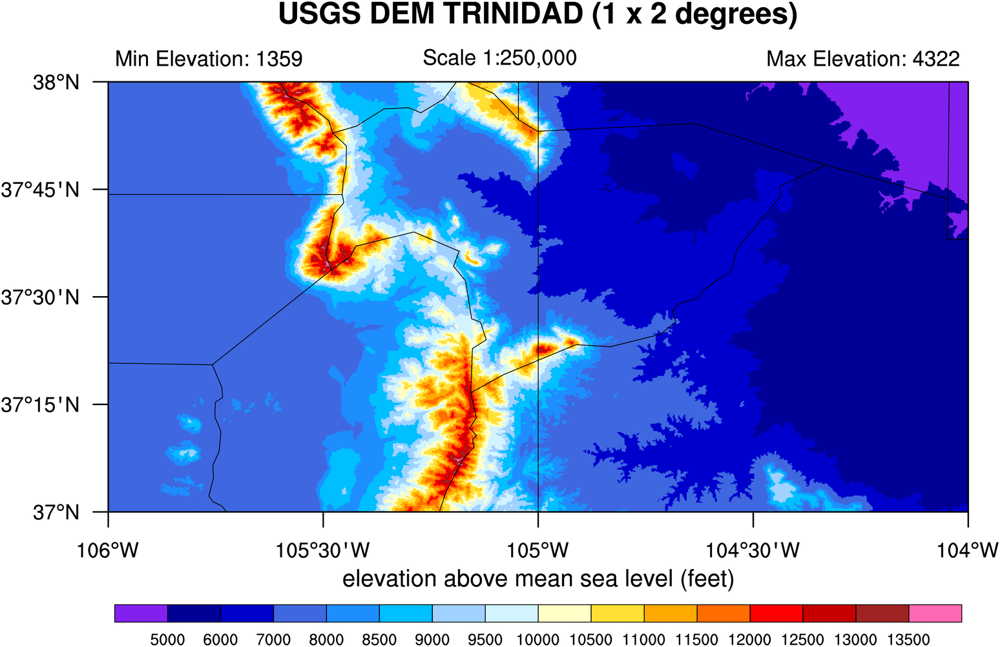 USGS DEM TRINIDAD (1 x 2 degrees)
Min Elevation: 1359 Scale 1:250,000 Max Elevation: 4322
38°N
37°45'N
37°30'N
37°15'N
37°N
106°W 105°30'W 105°W 104°30'W 104°W
elevation above mean sea level (feet)
5000 6000 7000 8000 8500 9000 9500 10000 10500 11000 11500 12000 12500 13000 13500